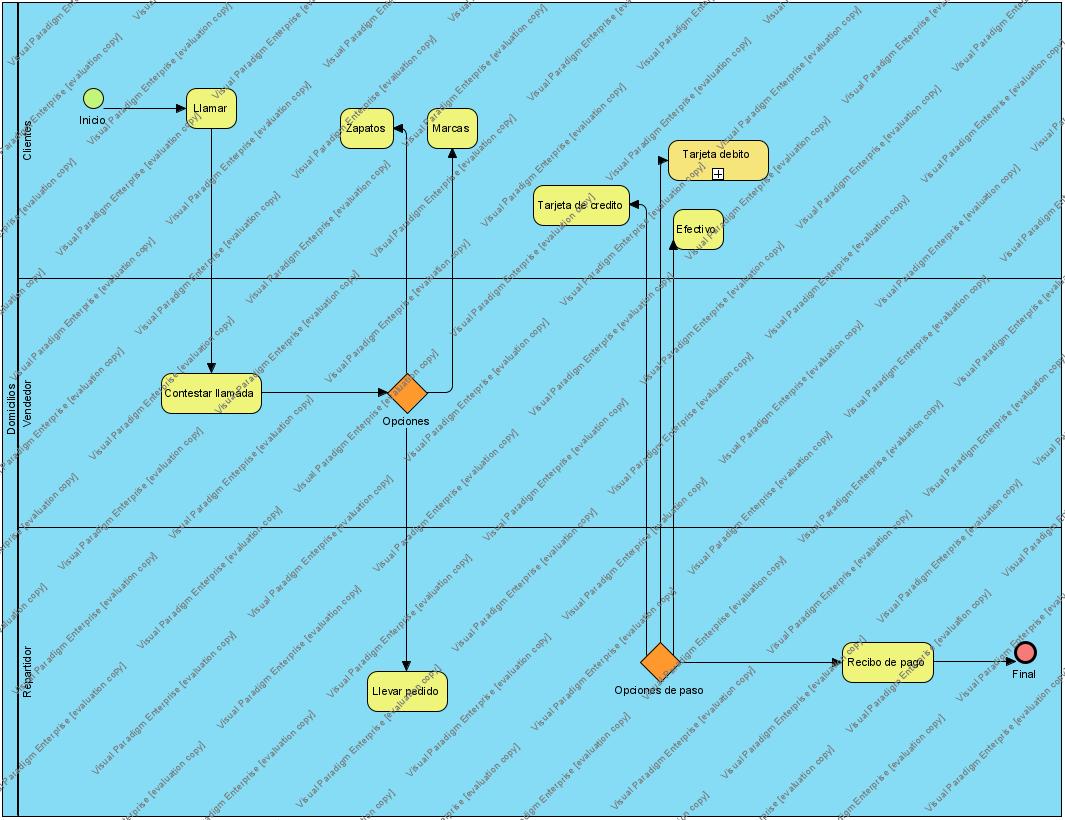 Domicilios
Clientes
Inicio
Llamar
Zapatos
Marcas
Tarjeta debito
Tarjeta de credito
Efectivo
Vendedor
Contestar llamada
Opciones
Repartidor
Llevar pedido
Opciones de paso
Recibo de pago
Final
Visual Paradigm Enterprise [evaluation copy]